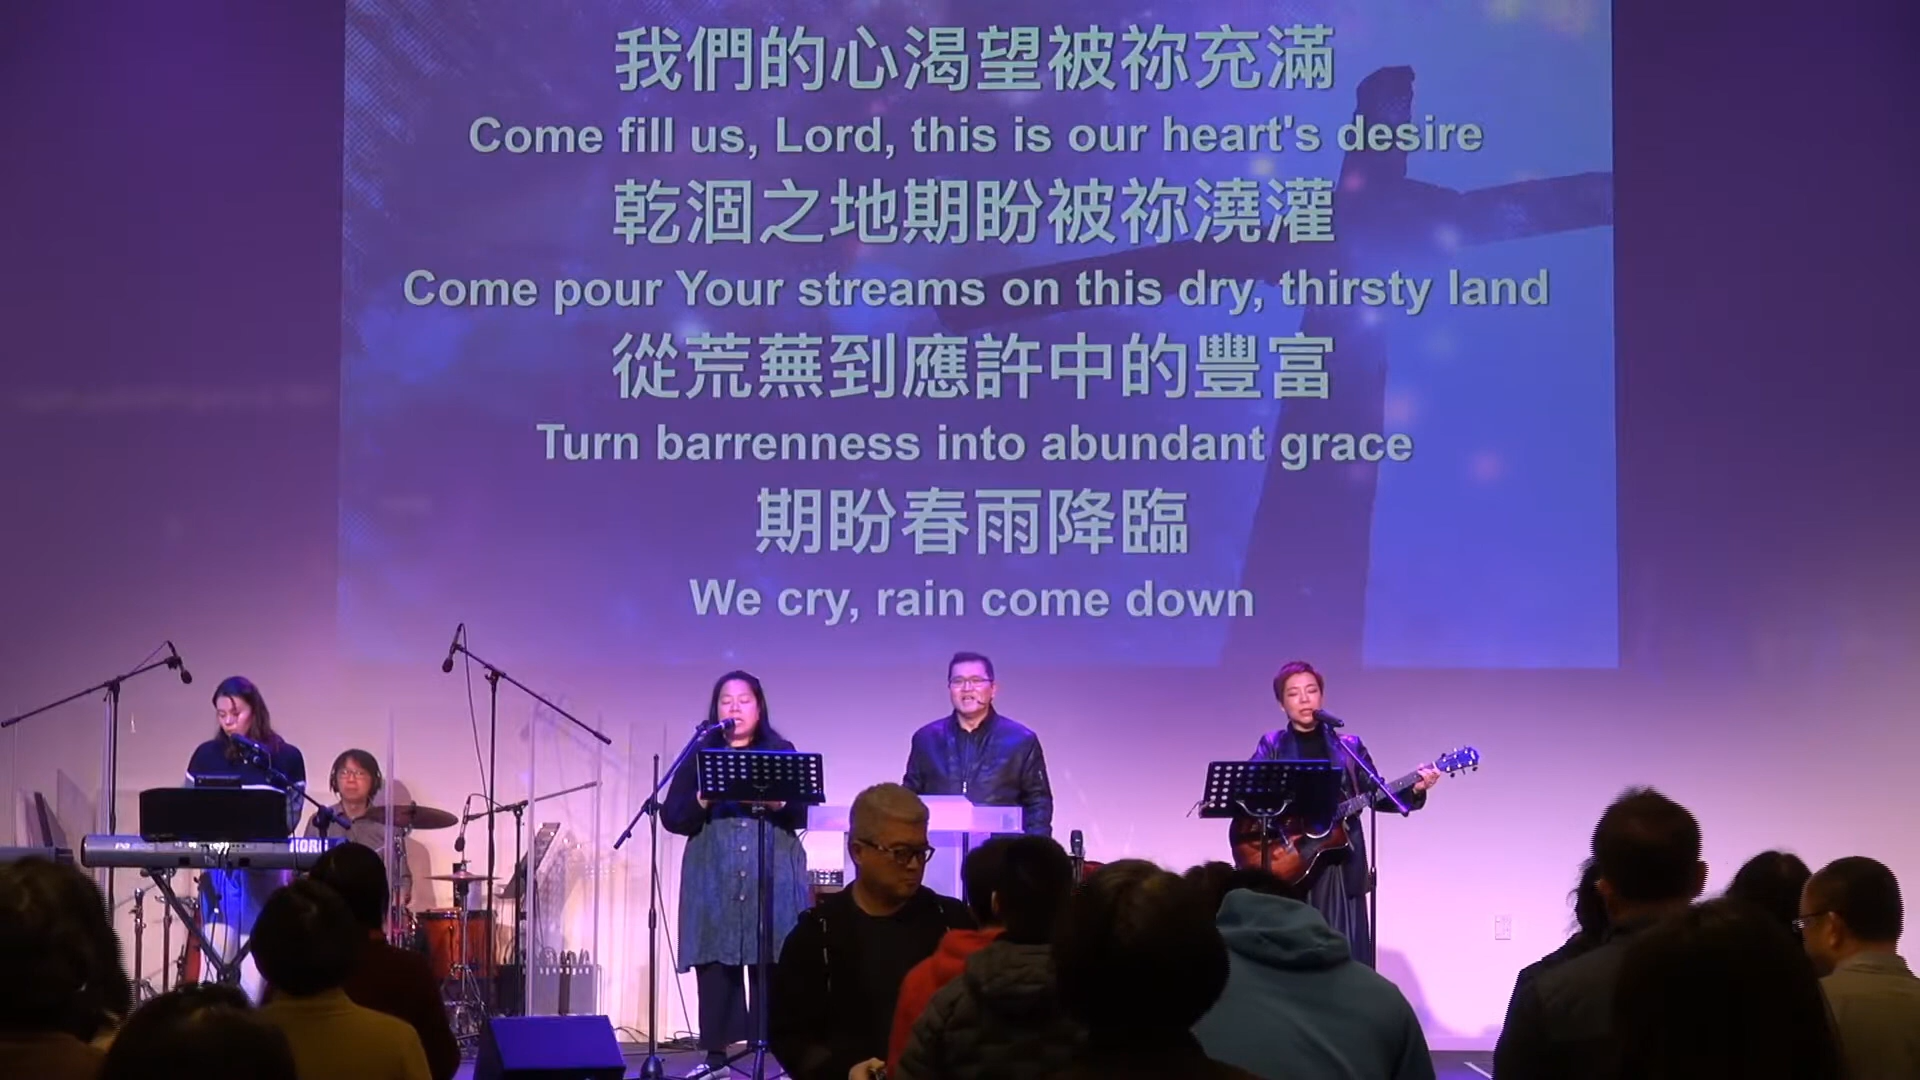 我們的心渴望被祢充滿
Come fill us, Lord, this is our heart's desire
乾涸之地期盼被祢澆灌
Come pour Your streams on this dry, thirsty land
從荒蕪到應許中的豐富
Turn barrenness into abundant grace
期盼春雨降臨
We cry, rain come down
KORG